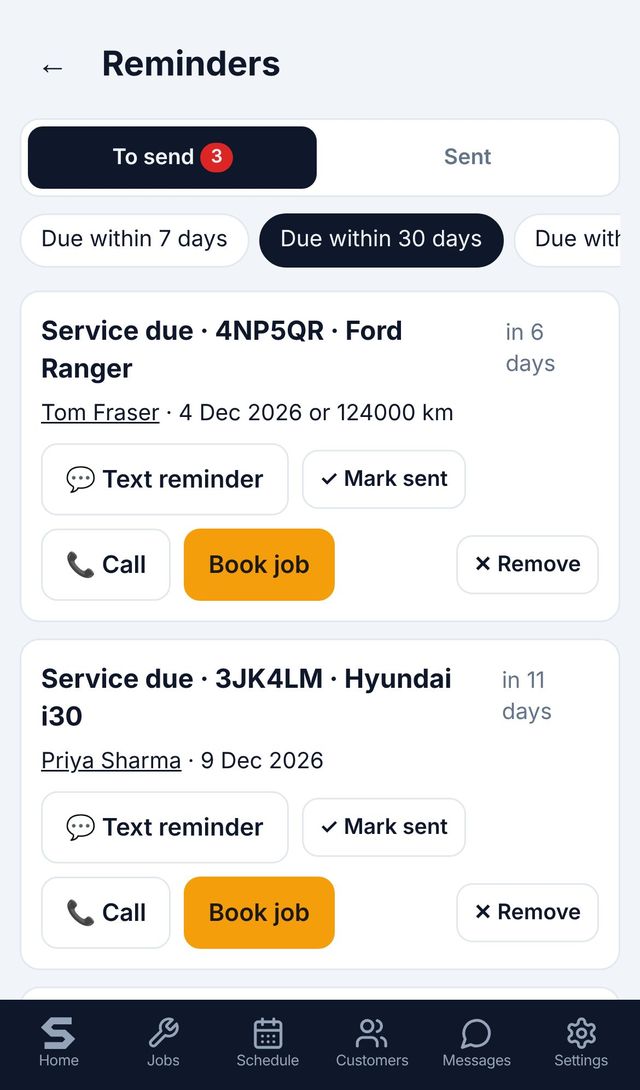 ← Reminders
To send 3 Sent
Due within 7 days Due within 30 days Due with
Service due · 4NP5QR · Ford
Ranger
in 6
days
Tom Fraser · 4 Dec 2026 or 124000 km
💬 Text reminder ✓ Mark sent
📞 Call Book job ✕ Remove
Service due · 3JK4LM · Hyundai
i30
in 11
days
Priya Sharma · 9 Dec 2026
💬 Text reminder ✓ Mark sent
📞 Call Book job ✕ Remove
Home Jobs Schedule Customers Messages Settings